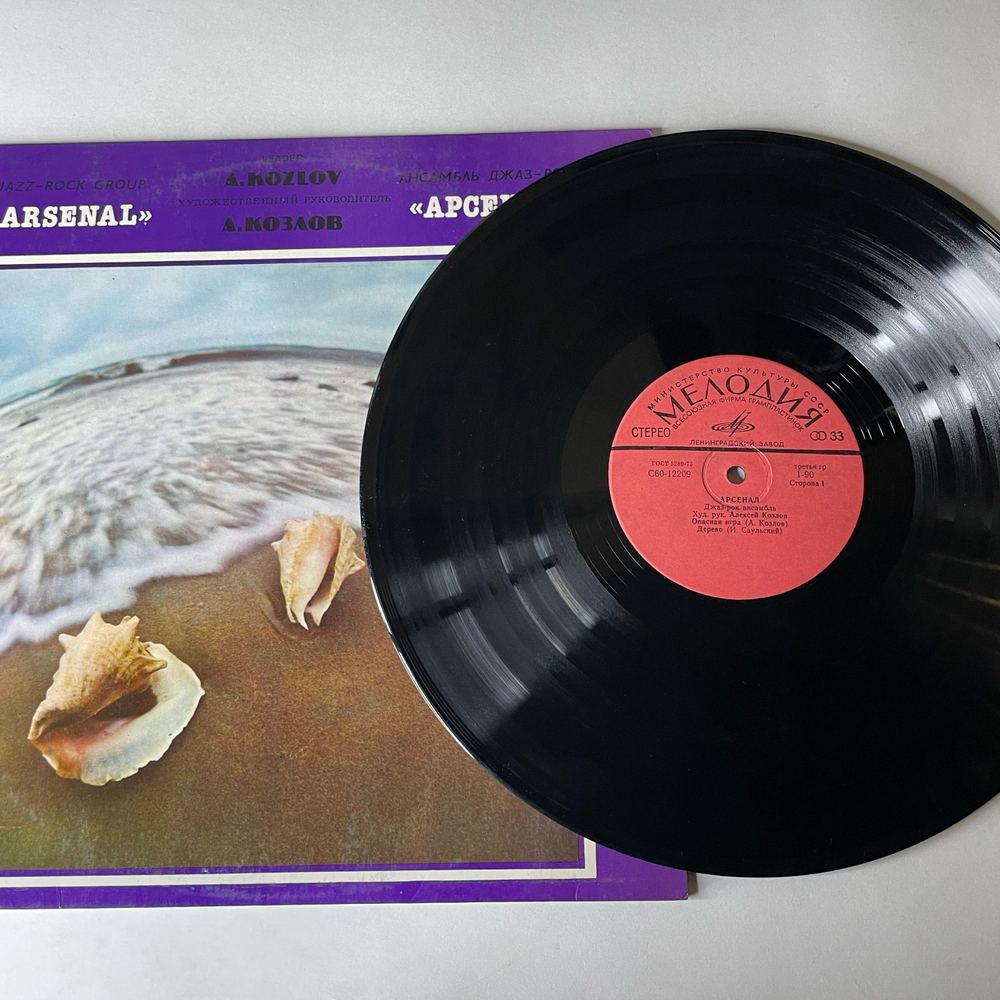 JAZZ-ROCK GROUP
ARSENAL»
A.KOZLOV
ХУДОЖЕСТВЕННЫЙ РУКОВОДИТЕЛЬ
А.КОЗЛОВ
АНСАМБЛЬ ДЖАЗ-
МИНИСТЕРСТВО КУЛЬТУРЫ СССР
МЕЛОДИЯ
ВСЕСОЮЗНАЯ ФИРМА ГРАМПЛАСТИНОК
СТЕРЕО
33
ЛЕНИНГРАДСКИЙ ЗАВОД
ГОСТ 5289-73
С60-12209
третья гр
1-90
Сторона 1
АРСЕНАЛ
Джаз-рок ансамбль
Худ. рук. Алексей Козлов
Опасная игра (А. Козлов)
Дерево (И. Саульский)